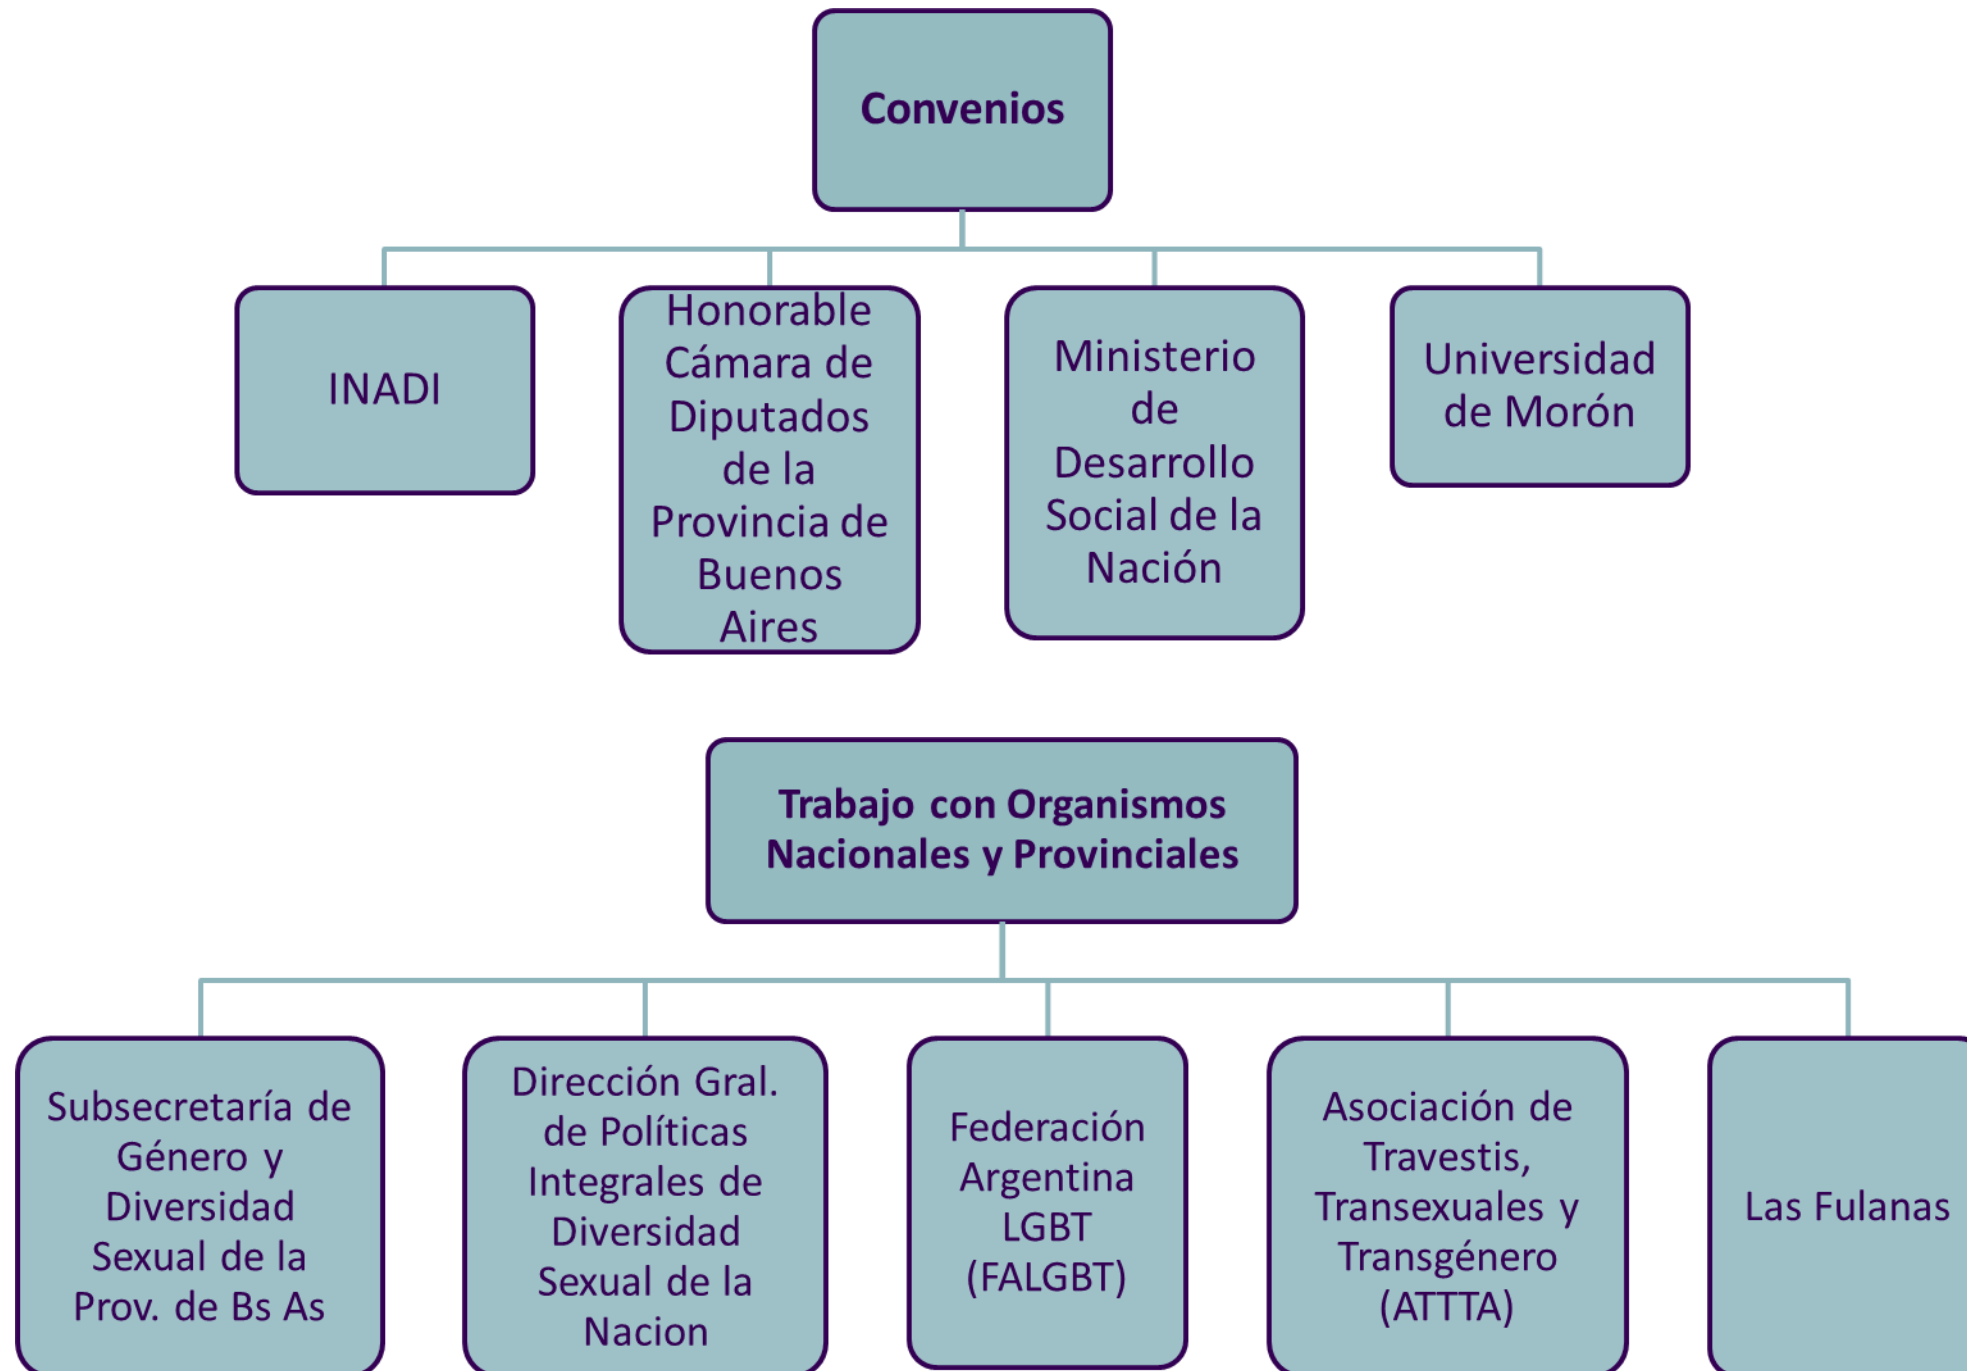 Convenios
INADI
Honorable
Cámara de
Diputados
de la
Provincia de
Buenos
Aires
Ministerio
de
Desarrollo
Social de la
Nación
Universidad
de Morón
Trabajo con Organismos
Nacionales y Provinciales
Subsecretaría de
Género y
Diversidad
Sexual de la
Prov. de Bs As
Dirección Gral.
de Políticas
Integrales de
Diversidad
Sexual de la
Nacion
Federación
Argentina
LGBT
(FALGBT)
Asociación de
Travestis,
Transexuales y
Transgénero
(ATTTA)
Las Fulanas